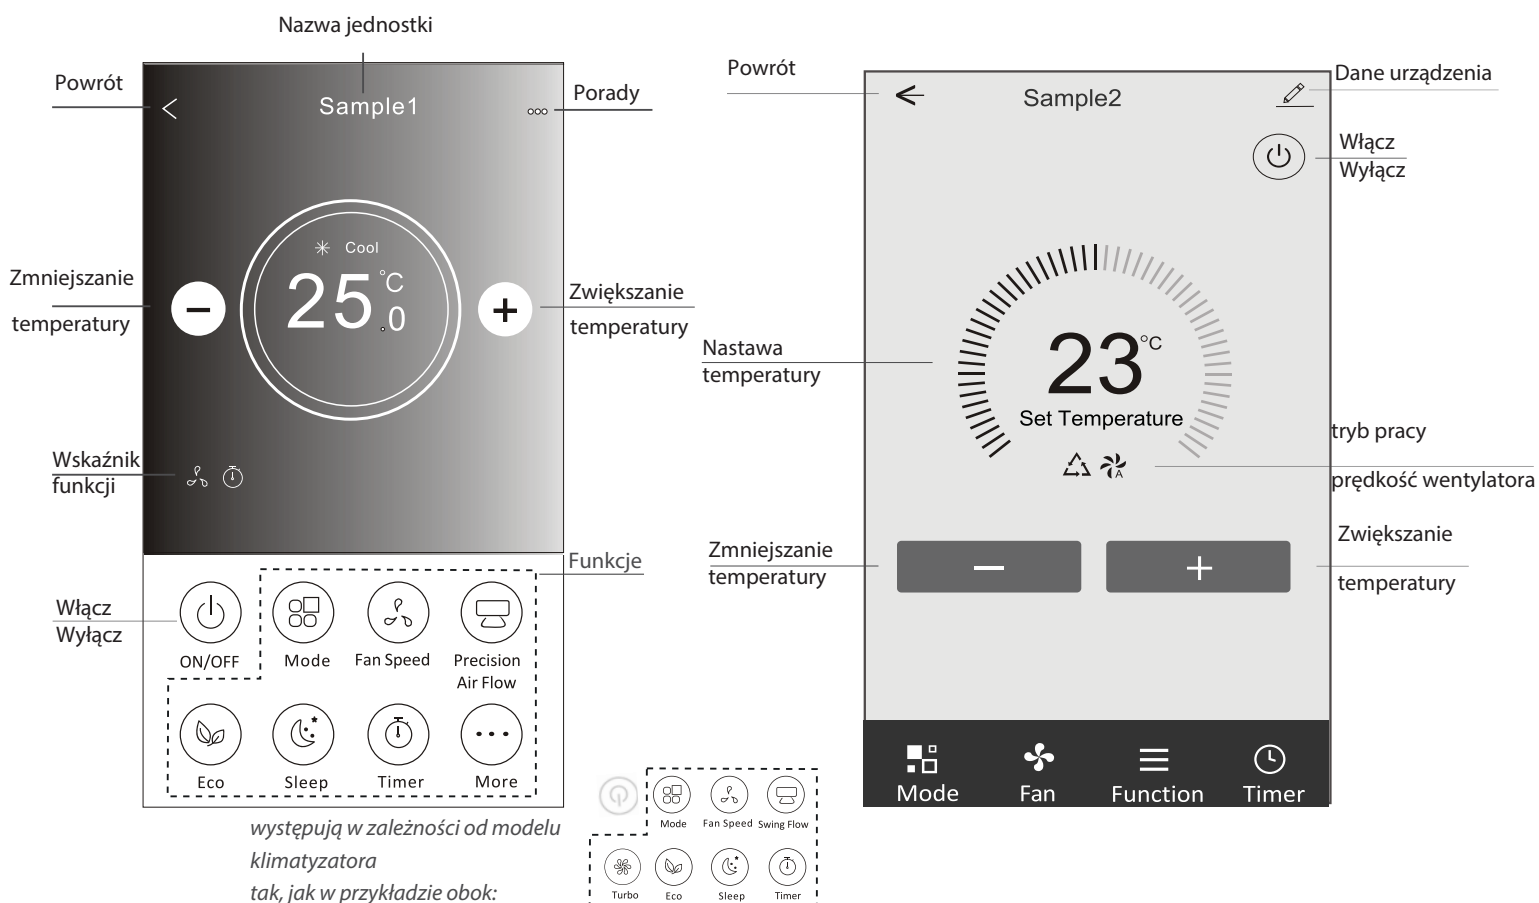 Nazwa jednostki
Powrót
Sample1
Porady
Cool
25.0°C
Zmniejszanie
temperatury
Zwiększanie
temperatury
Wskaźnik
funkcji
Funkcje
Włącz
Wyłącz
ON/OFF
Mode
Fan Speed
Precision
Air Flow
Eco
Sleep
Timer
More
występują w zależności od modelu
klimatyzatora
tak, jak w przykładzie obok:
Mode
Fan Speed
Swing Flow
Turbo
Eco
Sleep
Timer
Powrót
Sample2
Dane urządzenia
Włącz
Wyłącz
Nastawa
temperatury
23°C
Set Temperature
A
tryb pracy
prędkość wentylatora
Zmniejszanie
temperatury
Zwiększanie
temperatury
Mode
Fan
Function
Timer